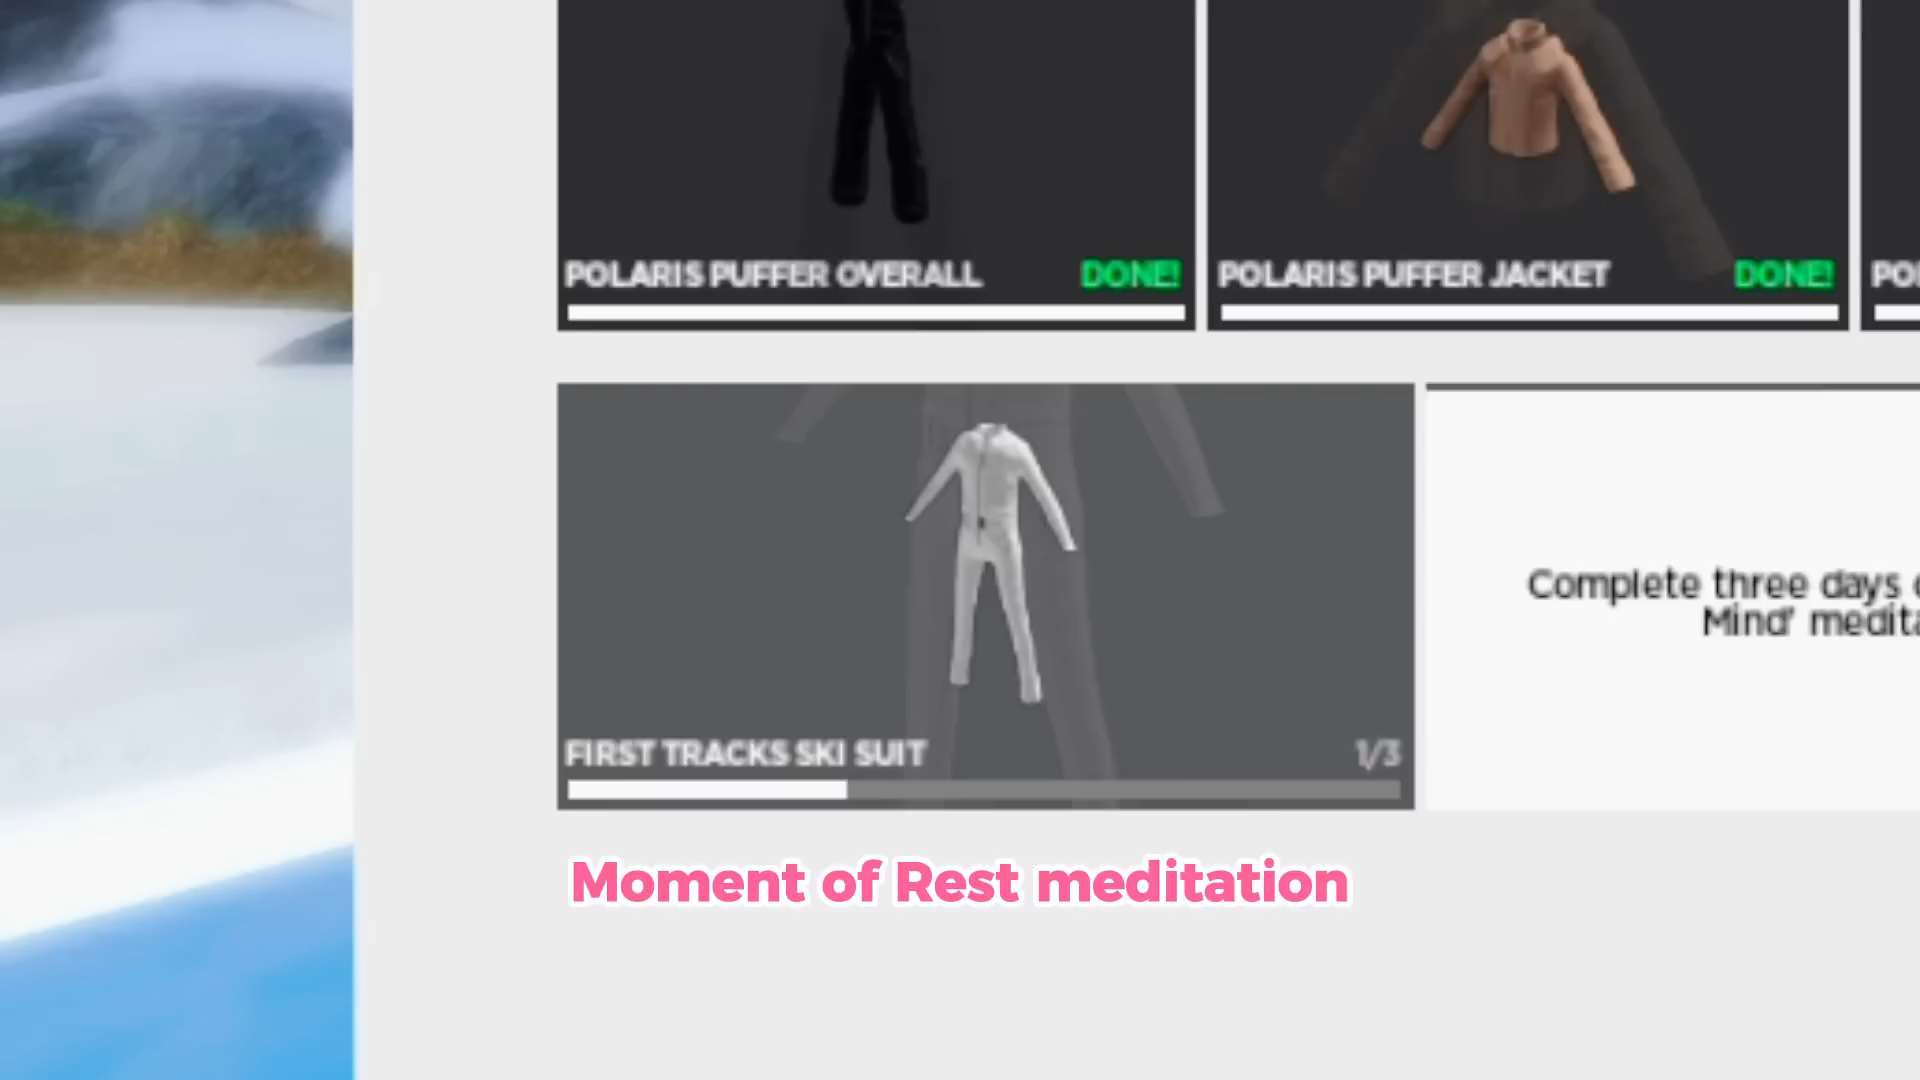 POLARIS PUFFER OVERALL DONE!
POLARIS PUFFER JACKET DONE!
PO
FIRST TRACKS SKI SUIT 1/3
Complete three days
Mind' medita
Moment of Rest meditation